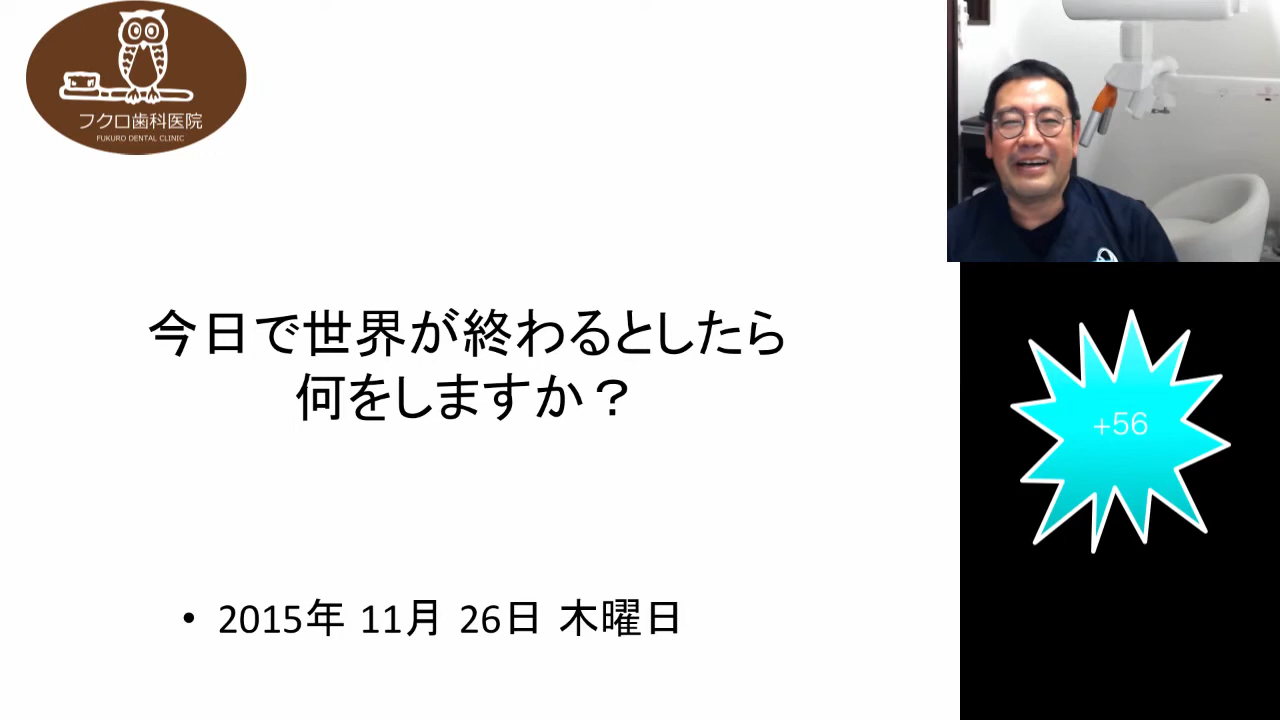 フクロ歯科医院
FUKURO DENTAL CLINIC
今日で世界が終わるとしたら
何をしますか？
• 2015年 11月 26日 木曜日
+56